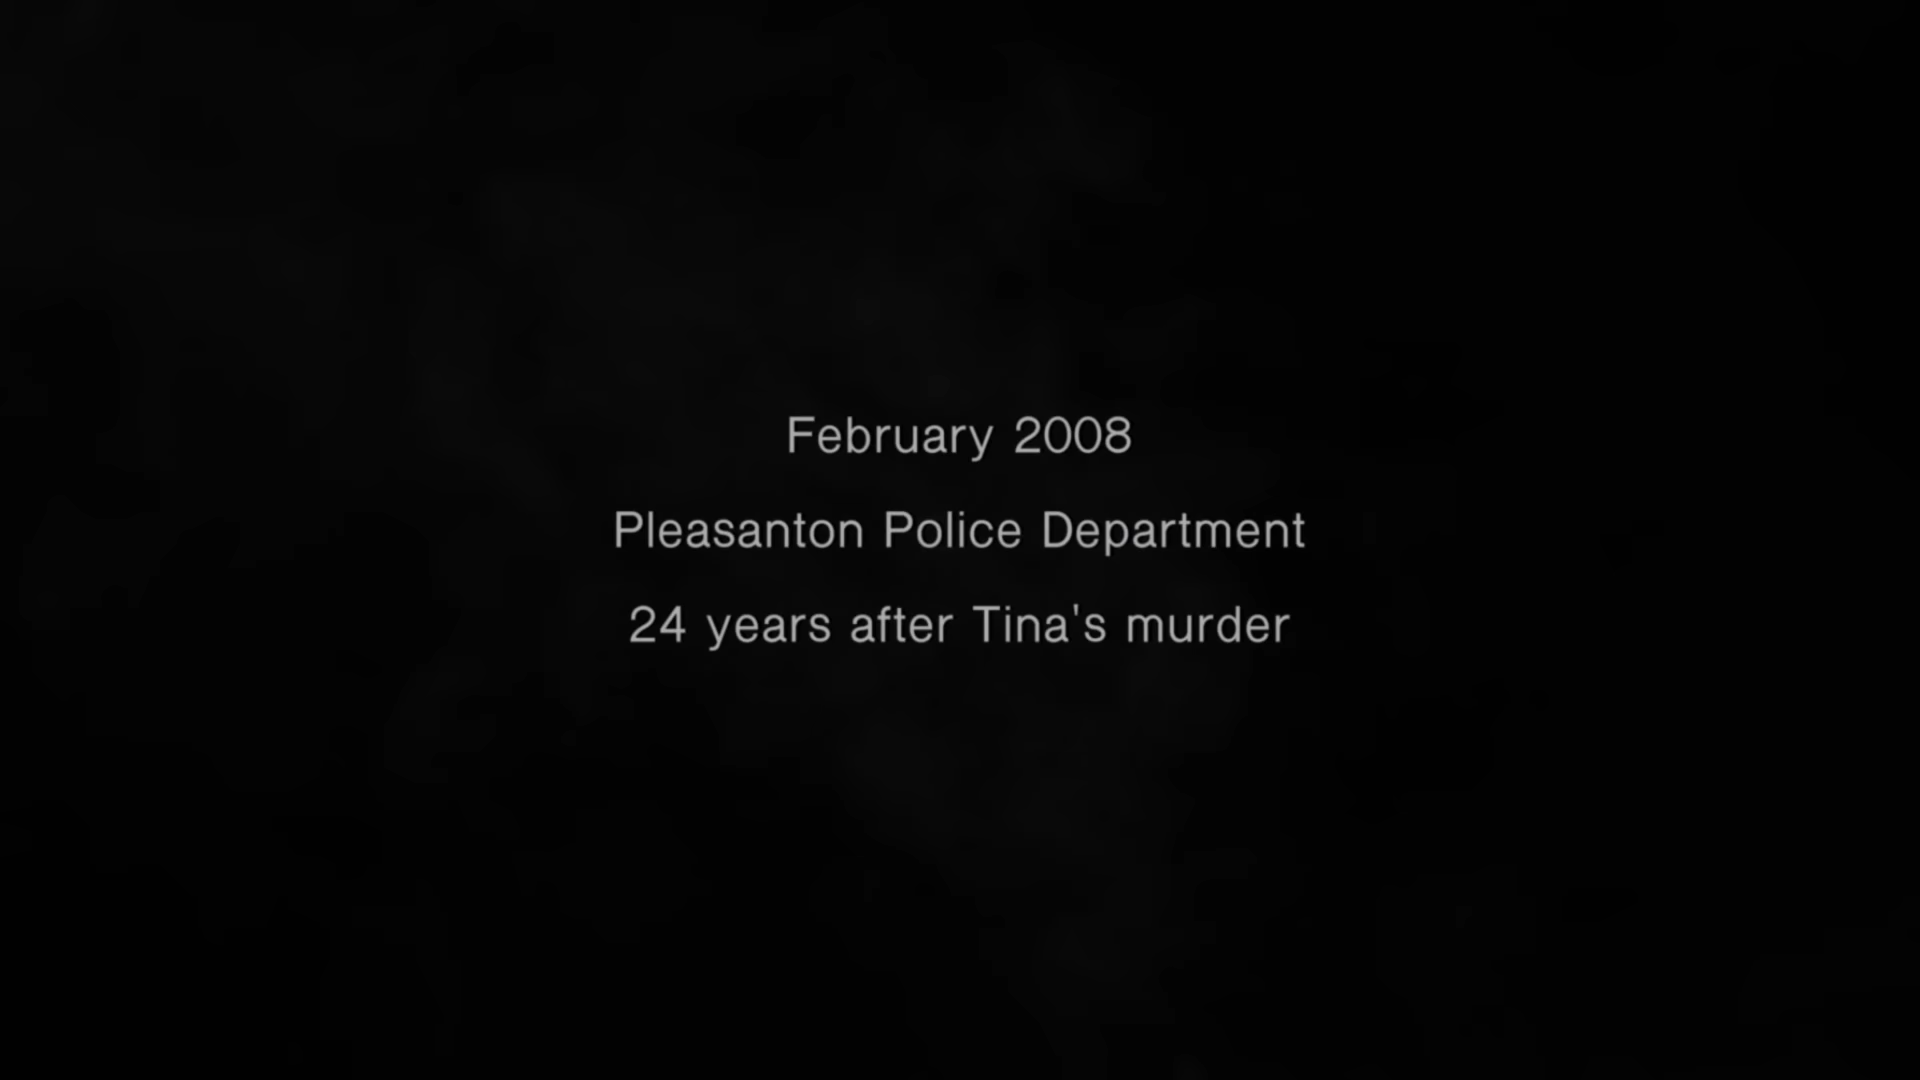 February 2008
Pleasanton Police Department
24 years after Tina's murder